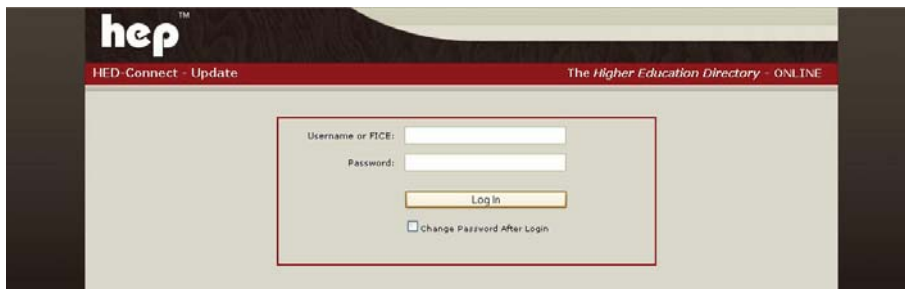 hep™
HED-Connect - Update The Higher Education Directory - ONLINE
Username or FICE:
Password:
Log In
Change Password After Login